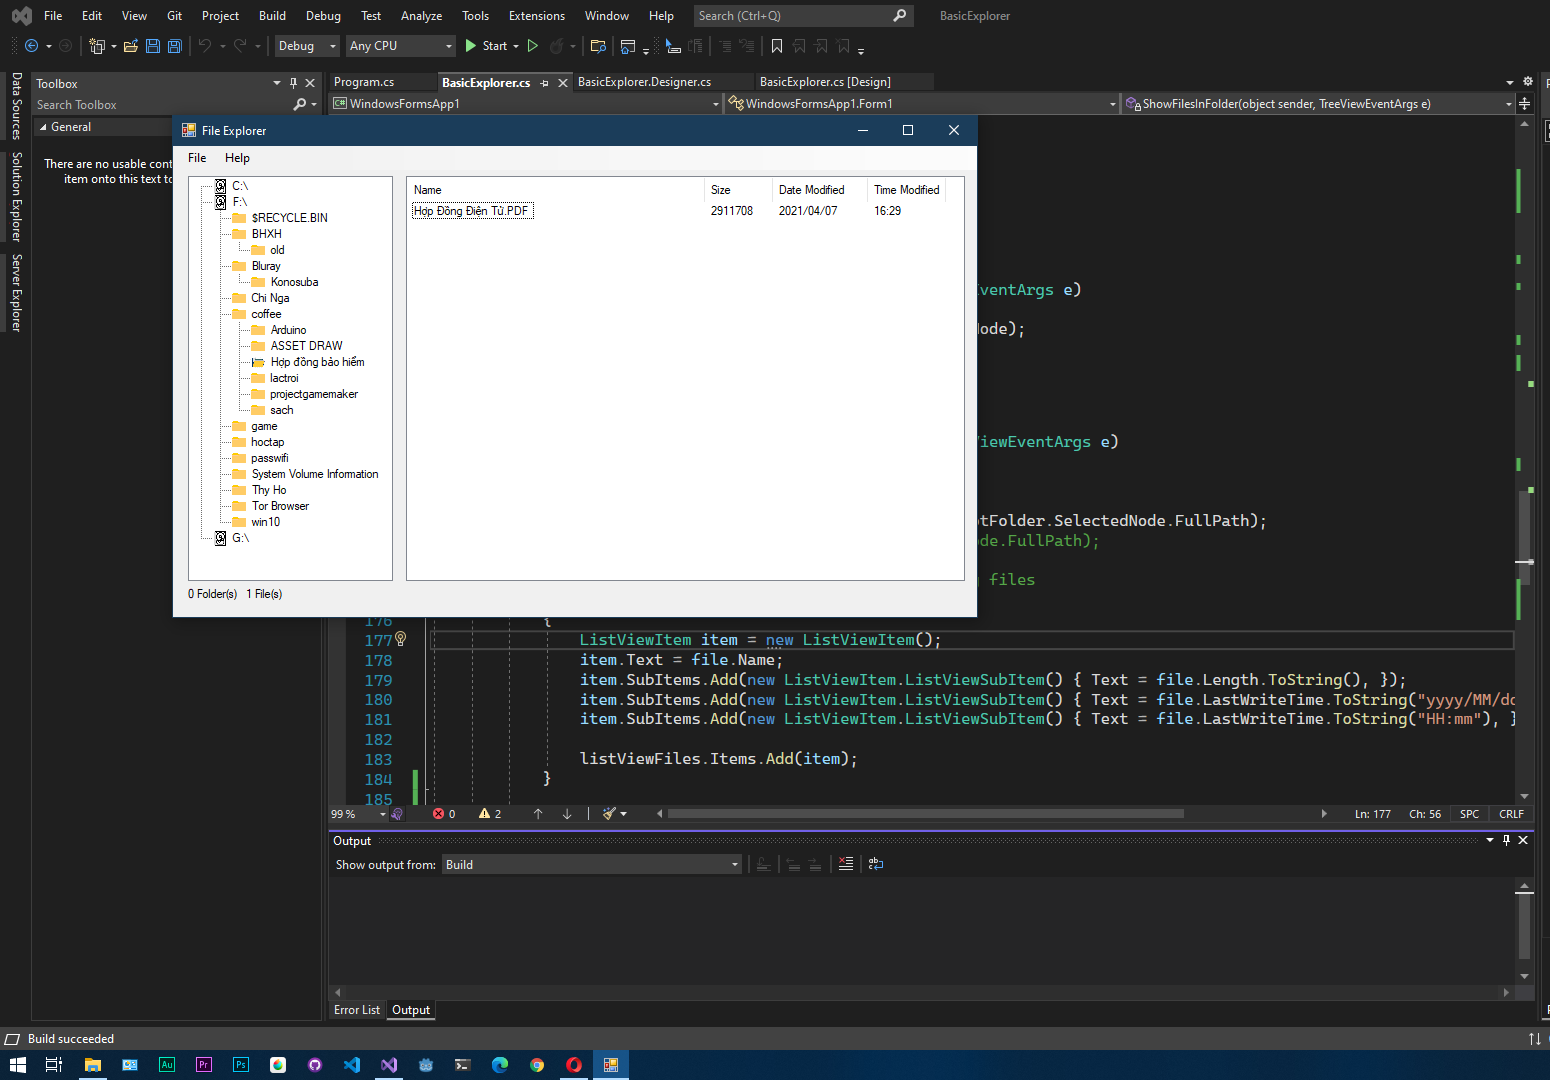 File Edit View Git Project Build Debug Test Analyze Tools Extensions Window Help Search (Ctrl+Q) BasicExplorer
Debug Any CPU Start
Data Sources
Solution Explorer
Server Explorer
Toolbox
Search Toolbox
General
There are no usable
item onto this text
Program.cs BasicExplorer.cs BasicExplorer.Designer.cs BasicExplorer.cs [Design]
C# WindowsFormsApp1 WindowsFormsApp1.Form1 ShowFilesInFolder(object sender, TreeViewEventArgs e)
File Explorer
File Help
C:\
F:\
$RECYCLE.BIN
BHXH
old
Bluray
Konosuba
Chi Nga
coffee
Arduino
ASSET DRAW
Hợp đồng bảo hiểm
lactroi
projectgamemaker
sach
game
hoctap
passwifi
System Volume Information
Thy Ho
Tor Browser
win10
G:\
Name Size Date Modified Time Modified
Hợp Đồng Điện Tử.PDF 2911708 2021/04/07 16:29
0 Folder(s) 1 File(s)
ventArgs e)
ode);
iewEventArgs e)
tFolder.SelectedNode.FullPath);
de.FullPath);
files
176 {
177 ListViewItem item = new ListViewItem();
178 item.Text = file.Name;
179 item.SubItems.Add(new ListViewItem.ListViewSubItem() { Text = file.Length.ToString(), });
180 item.SubItems.Add(new ListViewItem.ListViewSubItem() { Text = file.LastWriteTime.ToString("yyyy/MM/dd
181 item.SubItems.Add(new ListViewItem.ListViewSubItem() { Text = file.LastWriteTime.ToString("HH:mm"), }
182
183 listViewFiles.Items.Add(item);
184 }
185
99 % 0 2 Ln: 177 Ch: 56 SPC CRLF
Output
Show output from: Build
Error List Output
Build succeeded
Au Pr Ps